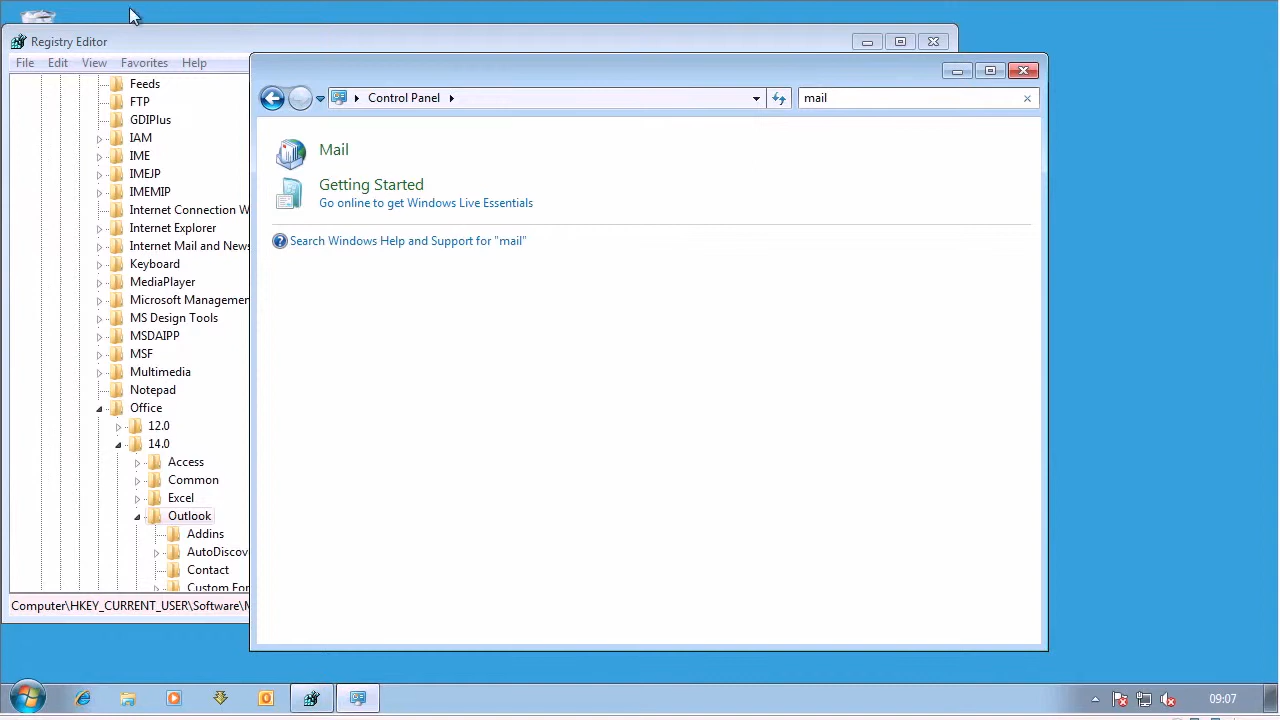 Registry Editor
File Edit View Favorites Help
Feeds
FTP
GDIPlus
IAM
IME
IMEJP
IMEMIP
Internet Connection W
Internet Explorer
Internet Mail and News
Keyboard
MediaPlayer
Microsoft Managemen
MS Design Tools
MSDAIPP
MSF
Multimedia
Notepad
Office
12.0
14.0
Access
Common
Excel
Outlook
Addins
AutoDiscov
Contact
Custom For
Computer\HKEY_CURRENT_USER\Software\M
Control Panel
mail
Mail
Getting Started
Go online to get Windows Live Essentials
Search Windows Help and Support for "mail"
09:07